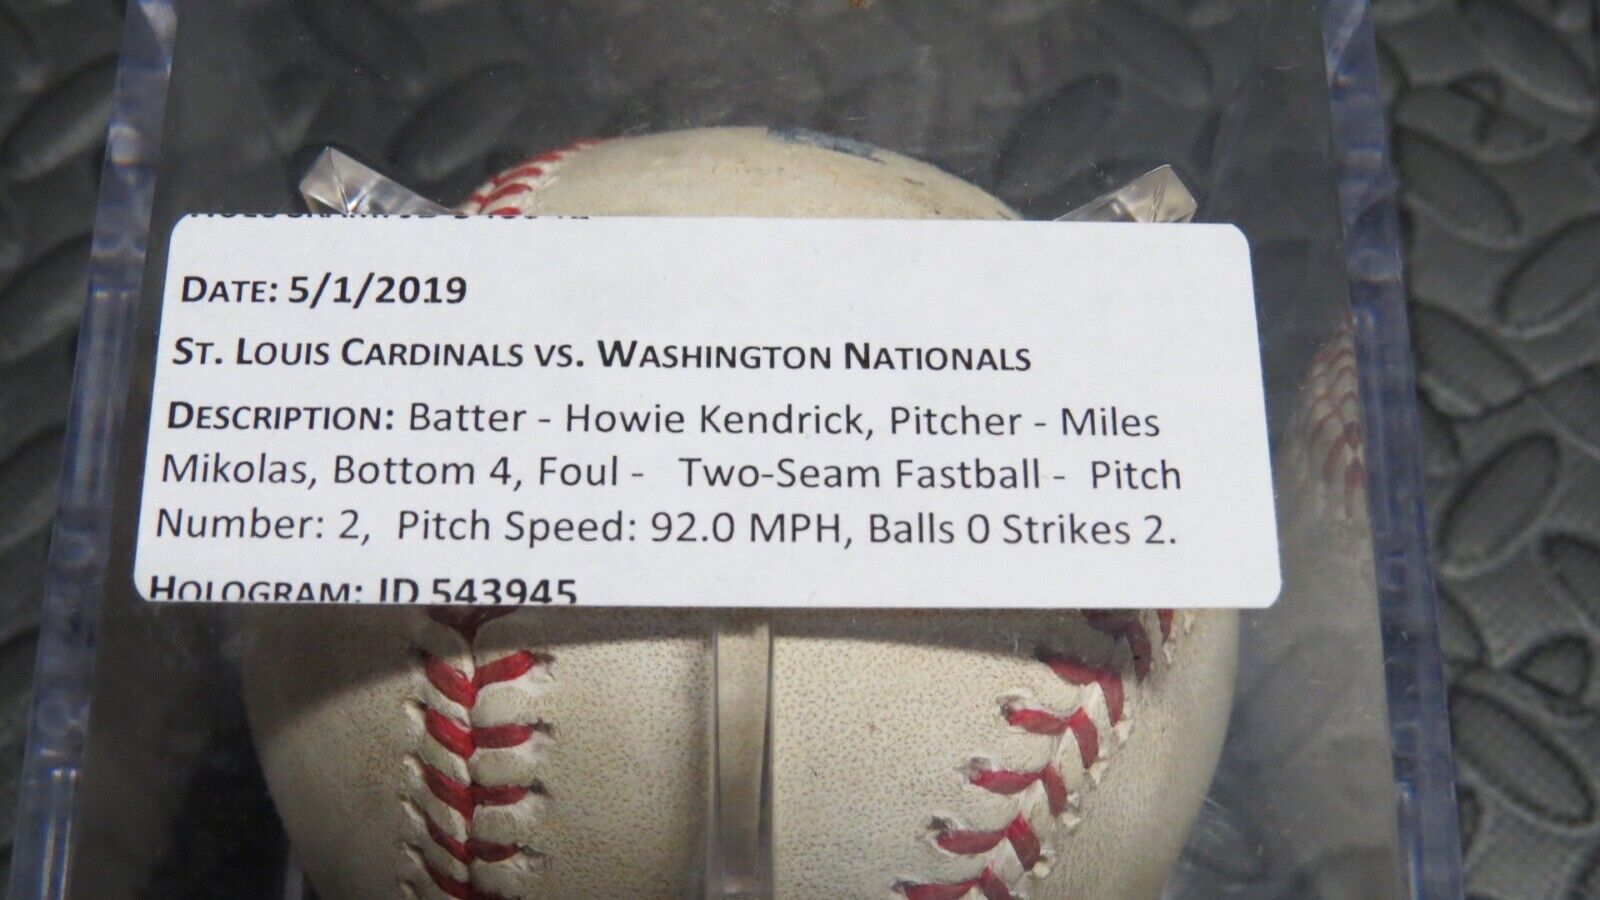 DATE: 5/1/2019
ST. LOUIS CARDINALS VS. WASHINGTON NATIONALS
DESCRIPTION: Batter - Howie Kendrick, Pitcher - Miles
Mikolas, Bottom 4, Foul - Two-Seam Fastball - Pitch
Number: 2, Pitch Speed: 92.0 MPH, Balls 0 Strikes 2.
HOLOGRAM: ID 543945